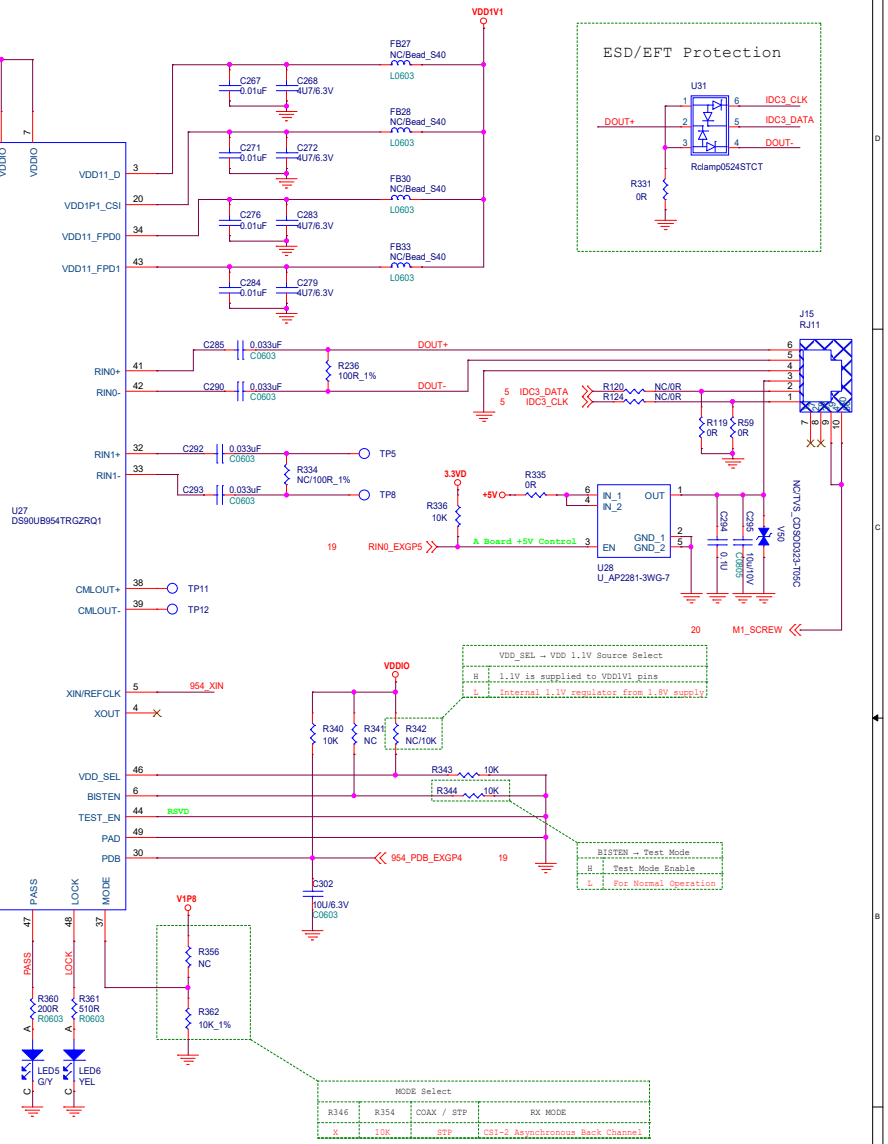 VDD1V1
ESD/EFT Protection
U31
1
6
IDC3_CLK
DOUT+
2
5
IDC3_DATA
3
4
DOUT-
Rclamp0524STCT
R331
0R
D
FB27
NC/Bead_S40
L0603
C267
0.01uF
C268
4U7/6.3V
FB28
NC/Bead_S40
L0603
C271
0.01uF
C272
4U7/6.3V
FB30
NC/Bead_S40
L0603
C276
0.01uF
C283
4U7/6.3V
FB33
NC/Bead_S40
L0603
C284
0.01uF
C279
4U7/6.3V
VDDIO
VDDIO
7
VDD11_D
3
VDD1P1_CSI
20
VDD11_FPD0
34
VDD11_FPD1
43
J15
RJ11
6
5
4
3
2
1
7
8
9
10
C285
0.033uF
C0603
DOUT+
RIN0+
41
R236
100R_1%
RIN0-
42
C290
0.033uF
C0603
DOUT-
5 IDC3_DATA
5 IDC3_CLK
R120
NC/0R
R124
NC/0R
R119
0R
R59
0R
RIN1+
32
C292
0.033uF
C0603
TP5
RIN1-
33
R334
NC/100R_1%
C293
0.033uF
C0603
TP8
U27
DS90UB954TRGZRQ1
3.3VD
R336
10K
+5V
R335
0R
6
IN_1
4
IN_2
OUT
1
GND_1
2
GND_2
5
3
EN
U28
U_AP2281-3WG-7
19
RIN0_EXGP5
A Board +5V Control
C294
0.1U
C295
10u/10V
C0805
V50
NC/TVS_CDSOD323-T05C
C
CMLOUT+
38
TP11
CMLOUT-
39
TP12
20
M1_SCREW
VDD_SEL → VDD 1.1V Source Select
H
1.1V is supplied to VDD1V1 pins
L
Internal 1.1V regulator from 1.8V supply
VDDIO
XIN/REFCLK
5
954_XIN
XOUT
4
R340
10K
R341
NC
R342
NC/10K
VDD_SEL
46
R343
10K
BISTEN
6
R344
10K
TEST_EN
44
RSVD
PAD
49
PDB
30
954_PDB_EXGP4
19
BISTEN → Test Mode
H
Test Mode Enable
L
For Normal Operation
C302
10U/6.3V
C0603
PASS
LOCK
MODE
47
48
37
PASS
LOCK
V1P8
B
R356
NC
R362
10K_1%
R360
200R
R0603
R361
510R
R0603
A
A
LED5
G/Y
LED6
YEL
C
C
MODE Select
R346
R354
COAX / STP
RX MODE
X
10K
STP
CSI-2 Asynchronous Back Channel